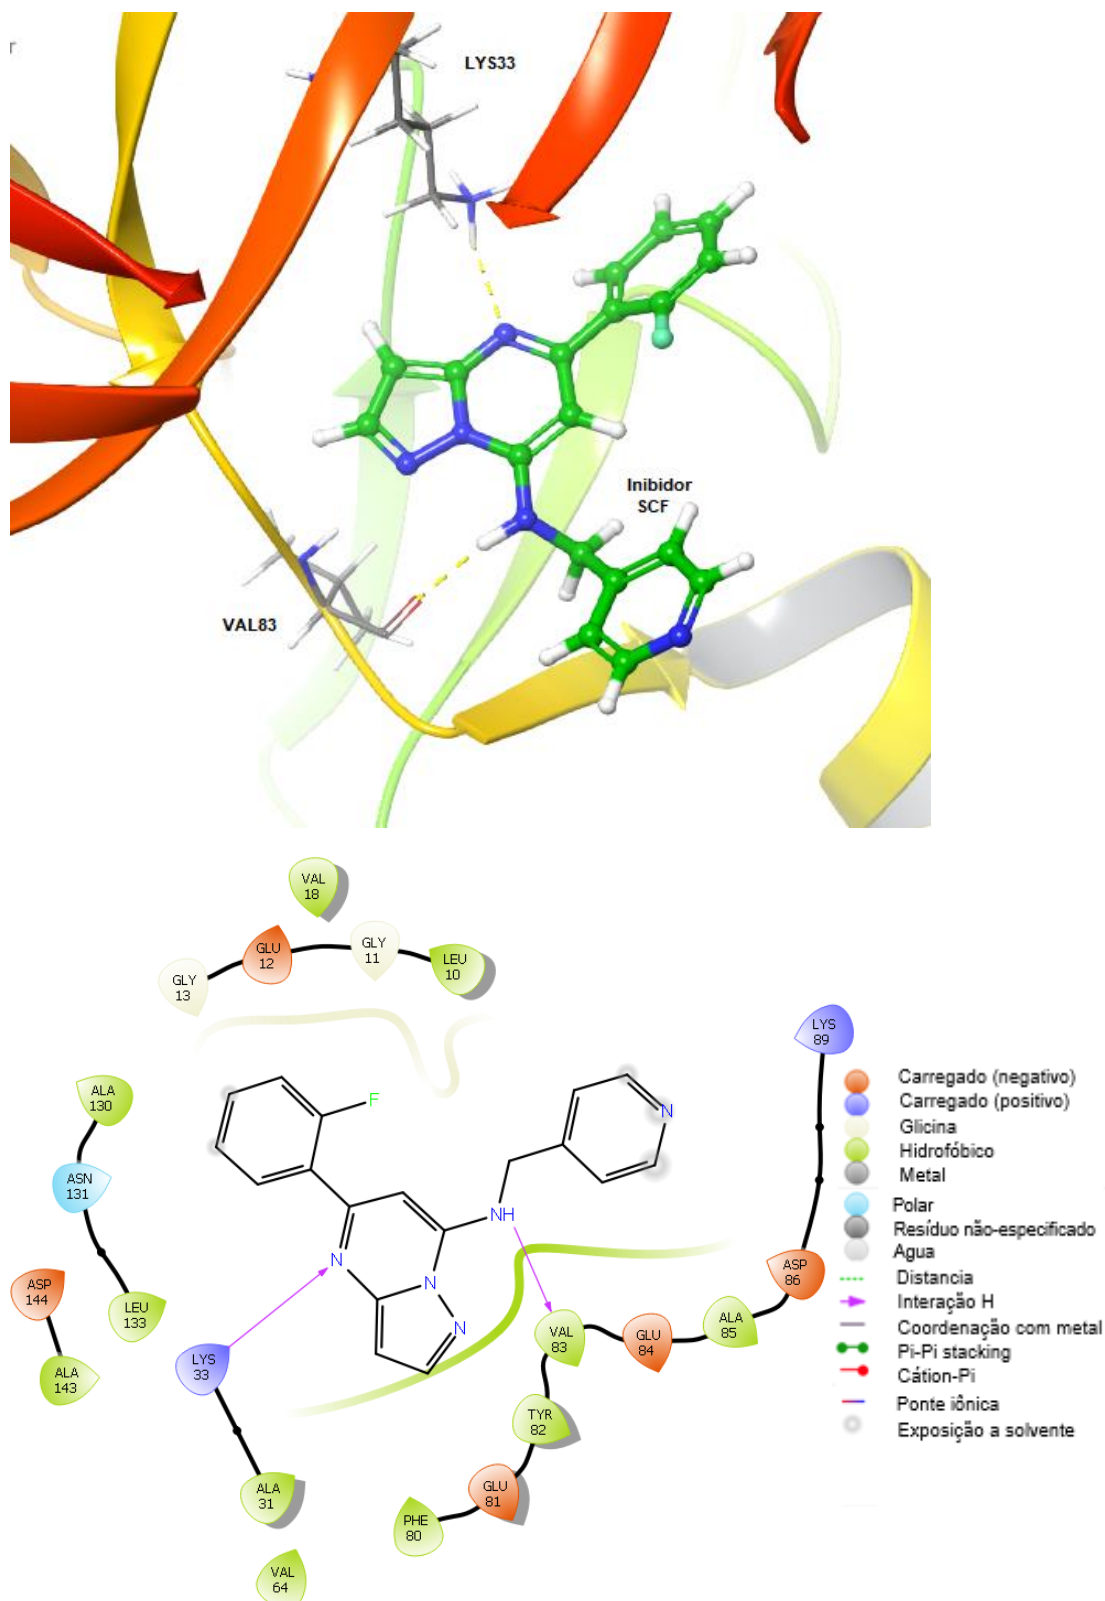 r
LYS33
Inibidor
SCF
VAL83
VAL
18
GLU
12
GLY
11
LEU
10
GLY
13
LYS
89
ALA
130
ASN
131
ASP
144
LEU
133
ALA
143
LYS
33
ALA
31
VAL
64
F
N
NH
N
N
N
VAL
83
GLU
84
ALA
85
ASP
86
TYR
82
GLU
81
PHE
80
Carregado (negativo)
Carregado (positivo)
Glicina
Hidrofóbico
Metal
Polar
Resíduo não-especificado
Agua
Distancia
Interação H
Coordenação com metal
Pi-Pi stacking
Cátion-Pi
Ponte iônica
Exposição a solvente